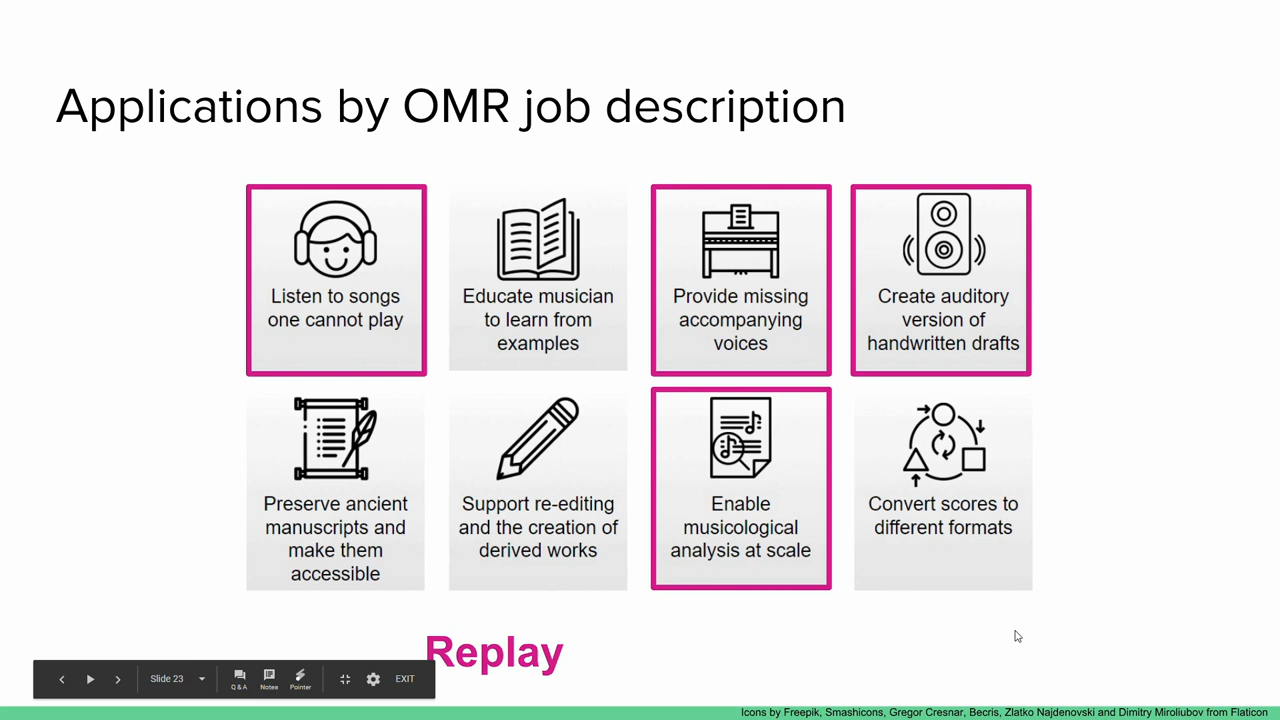 Applications by OMR job description
Listen to songs
one cannot play
Educate musician
to learn from
examples
Provide missing
accompanying
voices
Create auditory
version of
handwritten drafts
Preserve ancient
manuscripts and
make them
accessible
Support re-editing
and the creation of
derived works
Enable
musicological
analysis at scale
Convert scores to
different formats
Replay
Slide 23
Q & A
Notes
Pointer
EXIT
Icons by Freepik, Smashicons, Gregor Cresnar, Becris, Zlatko Najdenovski and Dimitry Miroliubov from Flaticon